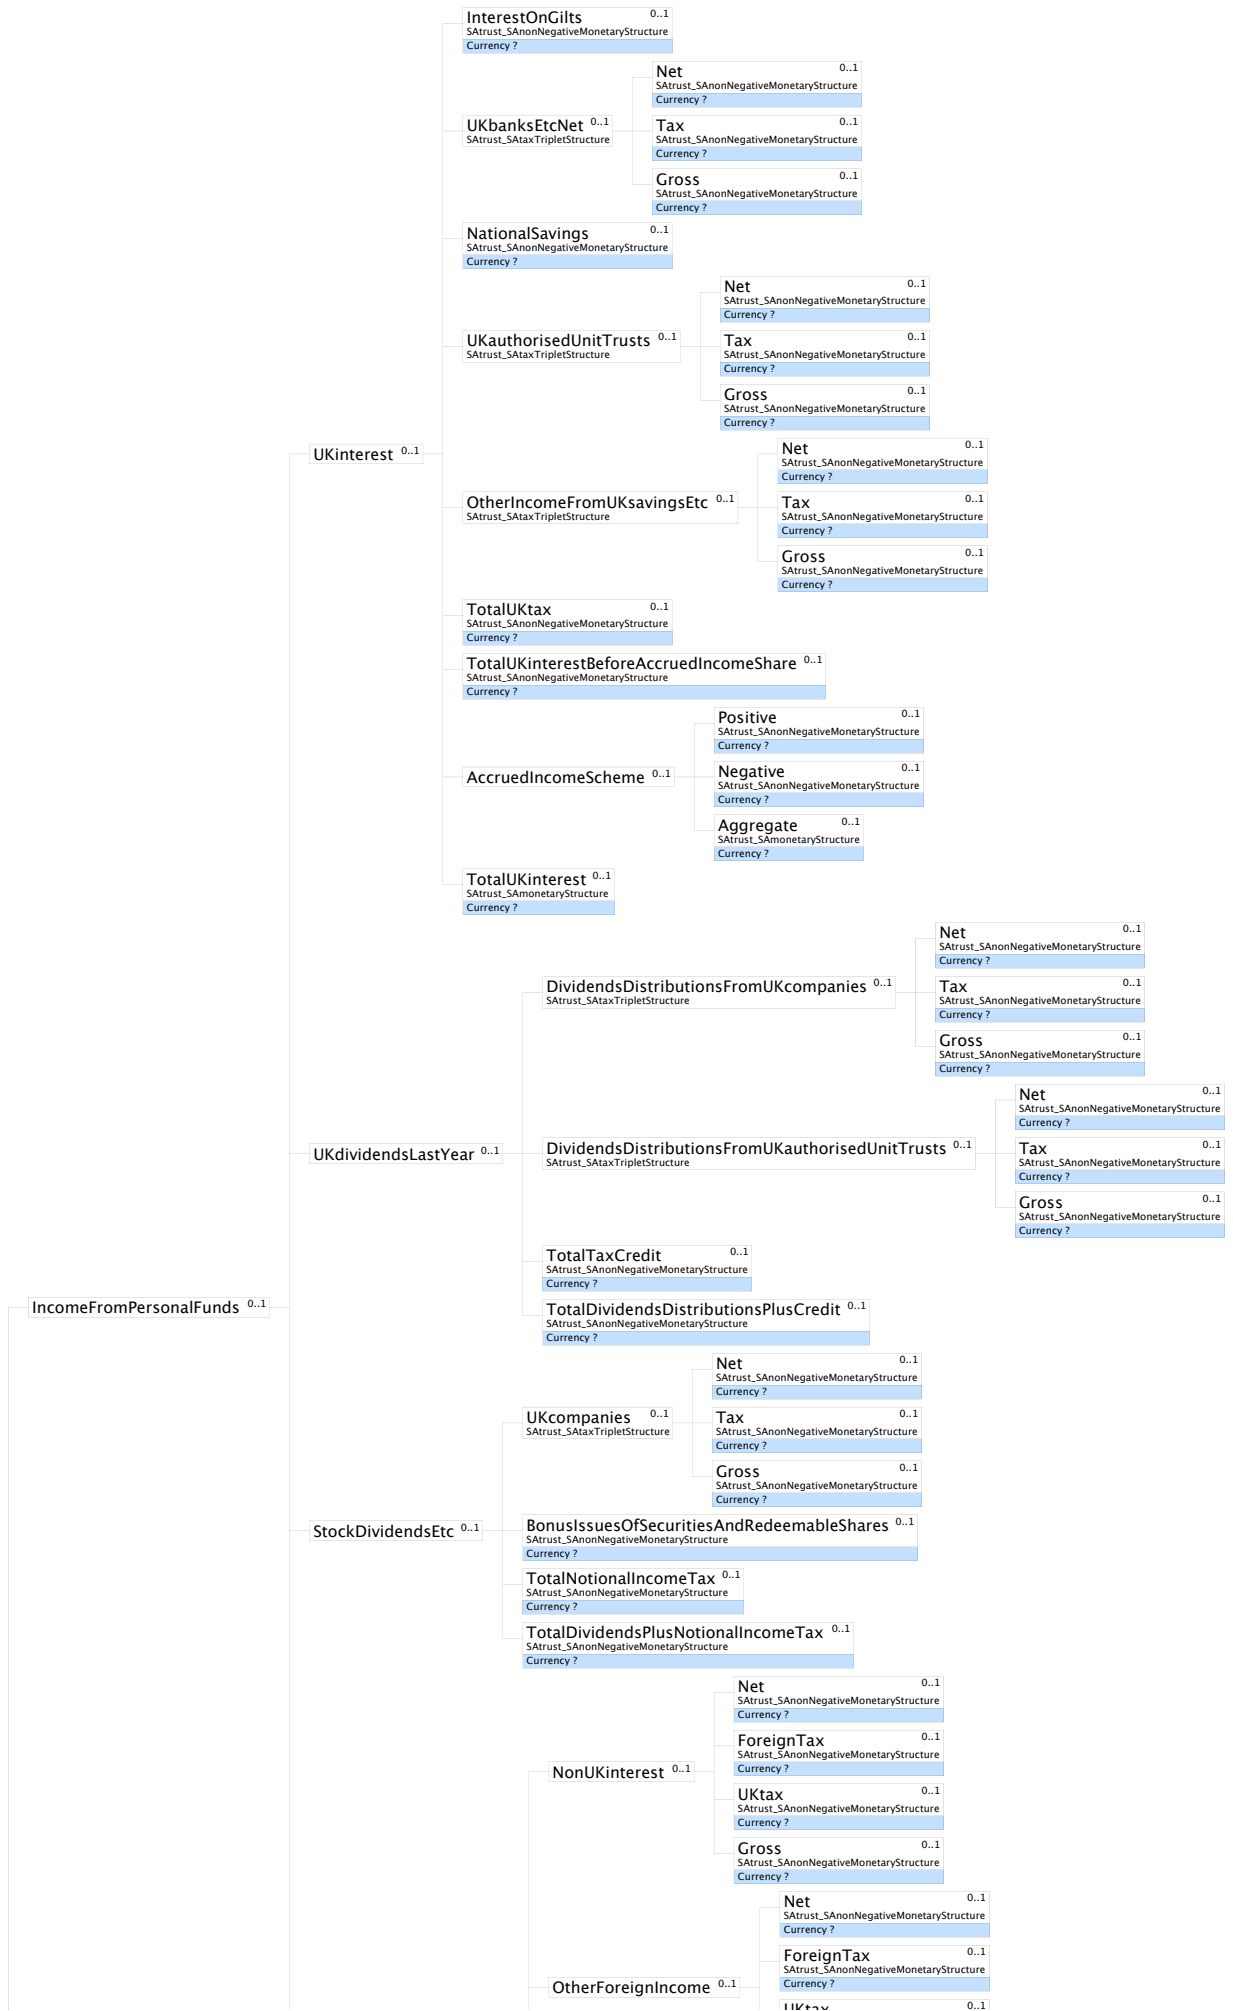 InterestOnGilts 0..1
SAtrust_SAnonNegativeMonetaryStructure
Currency ?
Net 0..1
SAtrust_SAnonNegativeMonetaryStructure
Currency ?
UKbanksEtcNet 0..1
SAtrust_SAtaxTripletStructure
Tax 0..1
SAtrust_SAnonNegativeMonetaryStructure
Currency ?
Gross 0..1
SAtrust_SAnonNegativeMonetaryStructure
Currency ?
NationalSavings 0..1
SAtrust_SAnonNegativeMonetaryStructure
Currency ?
Net 0..1
SAtrust_SAnonNegativeMonetaryStructure
Currency ?
UKauthorisedUnitTrusts 0..1
SAtrust_SAtaxTripletStructure
Tax 0..1
SAtrust_SAnonNegativeMonetaryStructure
Currency ?
Gross 0..1
SAtrust_SAnonNegativeMonetaryStructure
Currency ?
UKinterest 0..1
Net 0..1
SAtrust_SAnonNegativeMonetaryStructure
Currency ?
OtherIncomeFromUKsavingsEtc 0..1
SAtrust_SAtaxTripletStructure
Tax 0..1
SAtrust_SAnonNegativeMonetaryStructure
Currency ?
Gross 0..1
SAtrust_SAnonNegativeMonetaryStructure
Currency ?
TotalUKtax 0..1
SAtrust_SAnonNegativeMonetaryStructure
Currency ?
TotalUKinterestBeforeAccruedIncomeShare 0..1
SAtrust_SAnonNegativeMonetaryStructure
Currency ?
Positive 0..1
SAtrust_SAnonNegativeMonetaryStructure
Currency ?
AccruedIncomeScheme 0..1
Negative 0..1
SAtrust_SAnonNegativeMonetaryStructure
Currency ?
Aggregate 0..1
SAtrust_SAmonetaryStructure
Currency ?
TotalUKinterest 0..1
SAtrust_SAmonetaryStructure
Currency ?
Net 0..1
SAtrust_SAnonNegativeMonetaryStructure
Currency ?
DividendsDistributionsFromUKcompanies 0..1
SAtrust_SAtaxTripletStructure
Tax 0..1
SAtrust_SAnonNegativeMonetaryStructure
Currency ?
Gross 0..1
SAtrust_SAnonNegativeMonetaryStructure
Currency ?
Net 0..1
SAtrust_SAnonNegativeMonetaryStructure
Currency ?
UKdividendsLastYear 0..1
DividendsDistributionsFromUKauthorisedUnitTrusts 0..1
SAtrust_SAtaxTripletStructure
Tax 0..1
SAtrust_SAnonNegativeMonetaryStructure
Currency ?
Gross 0..1
SAtrust_SAnonNegativeMonetaryStructure
Currency ?
TotalTaxCredit 0..1
SAtrust_SAnonNegativeMonetaryStructure
Currency ?
IncomeFromPersonalFunds 0..1
TotalDividendsDistributionsPlusCredit 0..1
SAtrust_SAnonNegativeMonetaryStructure
Currency ?
Net 0..1
SAtrust_SAnonNegativeMonetaryStructure
Currency ?
UKcompanies 0..1
SAtrust_SAtaxTripletStructure
Tax 0..1
SAtrust_SAnonNegativeMonetaryStructure
Currency ?
Gross 0..1
SAtrust_SAnonNegativeMonetaryStructure
Currency ?
StockDividendsEtc 0..1
BonusIssuesOfSecuritiesAndRedeemableShares 0..1
SAtrust_SAnonNegativeMonetaryStructure
Currency ?
TotalNotionalIncomeTax 0..1
SAtrust_SAnonNegativeMonetaryStructure
Currency ?
TotalDividendsPlusNotionalIncomeTax 0..1
SAtrust_SAnonNegativeMonetaryStructure
Currency ?
Net 0..1
SAtrust_SAnonNegativeMonetaryStructure
Currency ?
ForeignTax 0..1
SAtrust_SAnonNegativeMonetaryStructure
Currency ?
NonUKinterest 0..1
UKtax 0..1
SAtrust_SAnonNegativeMonetaryStructure
Currency ?
Gross 0..1
SAtrust_SAnonNegativeMonetaryStructure
Currency ?
Net 0..1
SAtrust_SAnonNegativeMonetaryStructure
Currency ?
ForeignTax 0..1
SAtrust_SAnonNegativeMonetaryStructure
Currency ?
OtherForeignIncome 0..1
UKtax 0..1